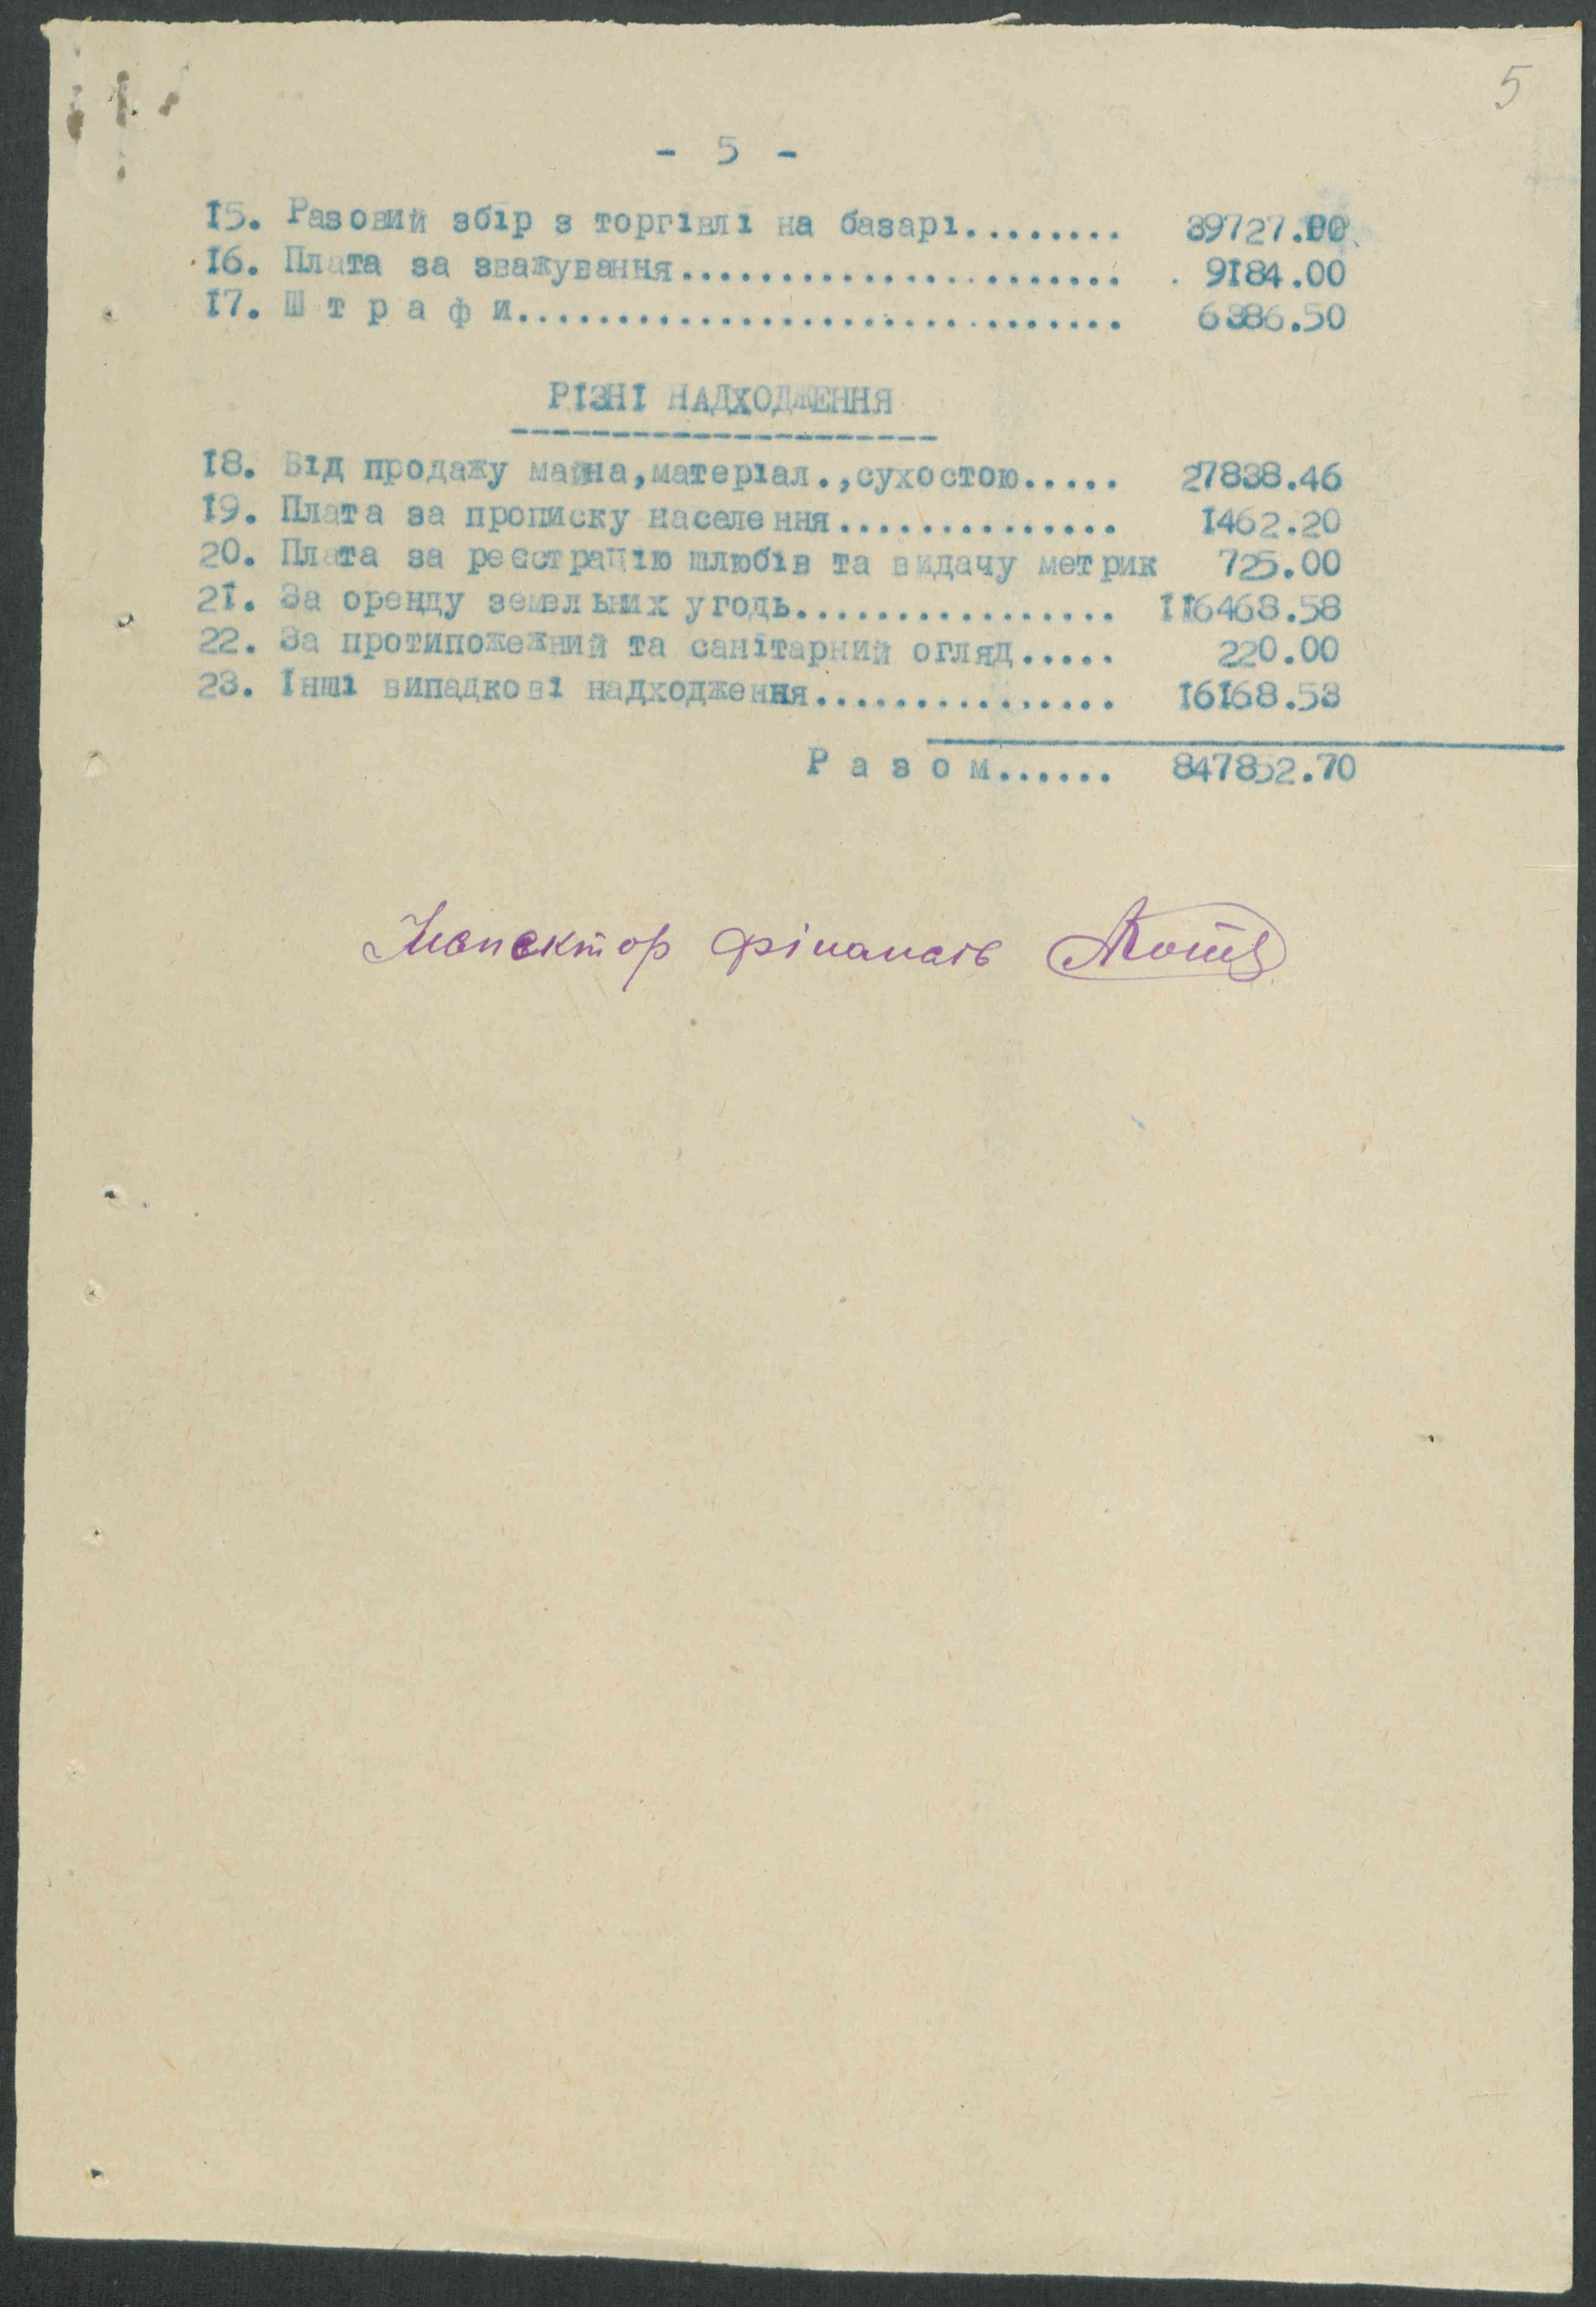 5
- 5 -
15. Разовий збір з торгівлі на базарі........ 39727.00
16. Плата за зважування...................... 9184.00
17. Ш т р а ф и.............................. 6386.50
РІЗНІ НАДХОДЖЕННЯ
18. Від продажу майна,матеріал.,сухостою..... 27838.46
19. Плата за прописку населення.............. 1462.20
20. Плата за реєстрацію шлюбів та видачу метрик 725.00
21. За оренду земельних угодь................ 116468.58
22. За протипожежний та санітарний огляд..... 220.00
23. Інші випадкові надходження............... 16168.53
Р а з о м...... 847852.70
Інспектор фінансів